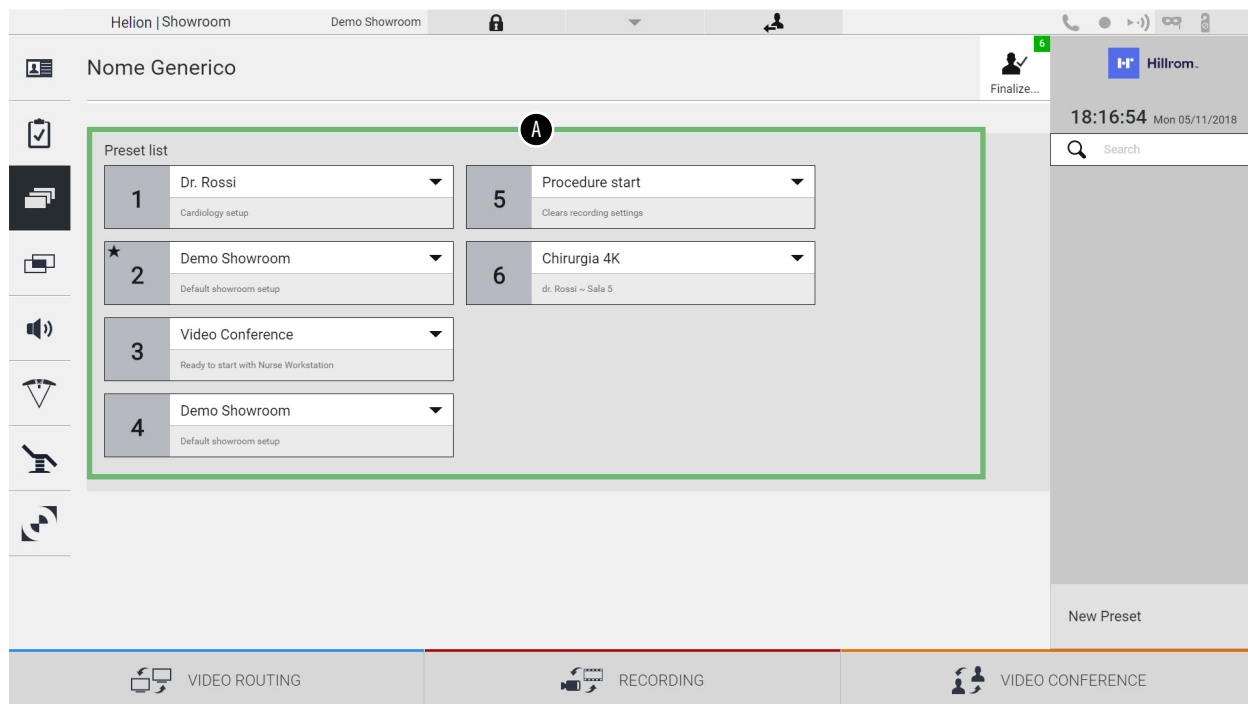 Helion | Showroom
Demo Showroom
Nome Generico
6
Finalize...
Hillrom™
18:16:54 Mon 05/11/2018
Search
A
Preset list
1
Dr. Rossi
Cardiology setup
2
Demo Showroom
Default showroom setup
3
Video Conference
Ready to start with Nurse Workstation
4
Demo Showroom
Default showroom setup
5
Procedure start
Clears recording settings
6
Chirurgia 4K
dr. Rossi ~ Sala 5
New Preset
VIDEO ROUTING
RECORDING
VIDEO CONFERENCE